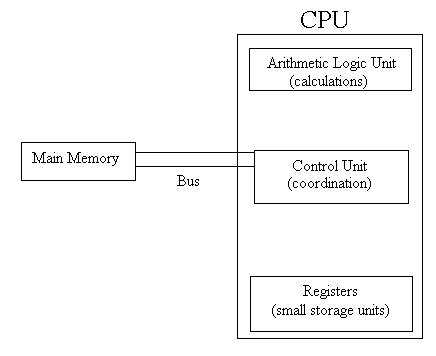 CPU
Arithmetic Logic Unit
(calculations)
Main Memory
Bus
Control Unit
(coordination)
Registers
(small storage units)